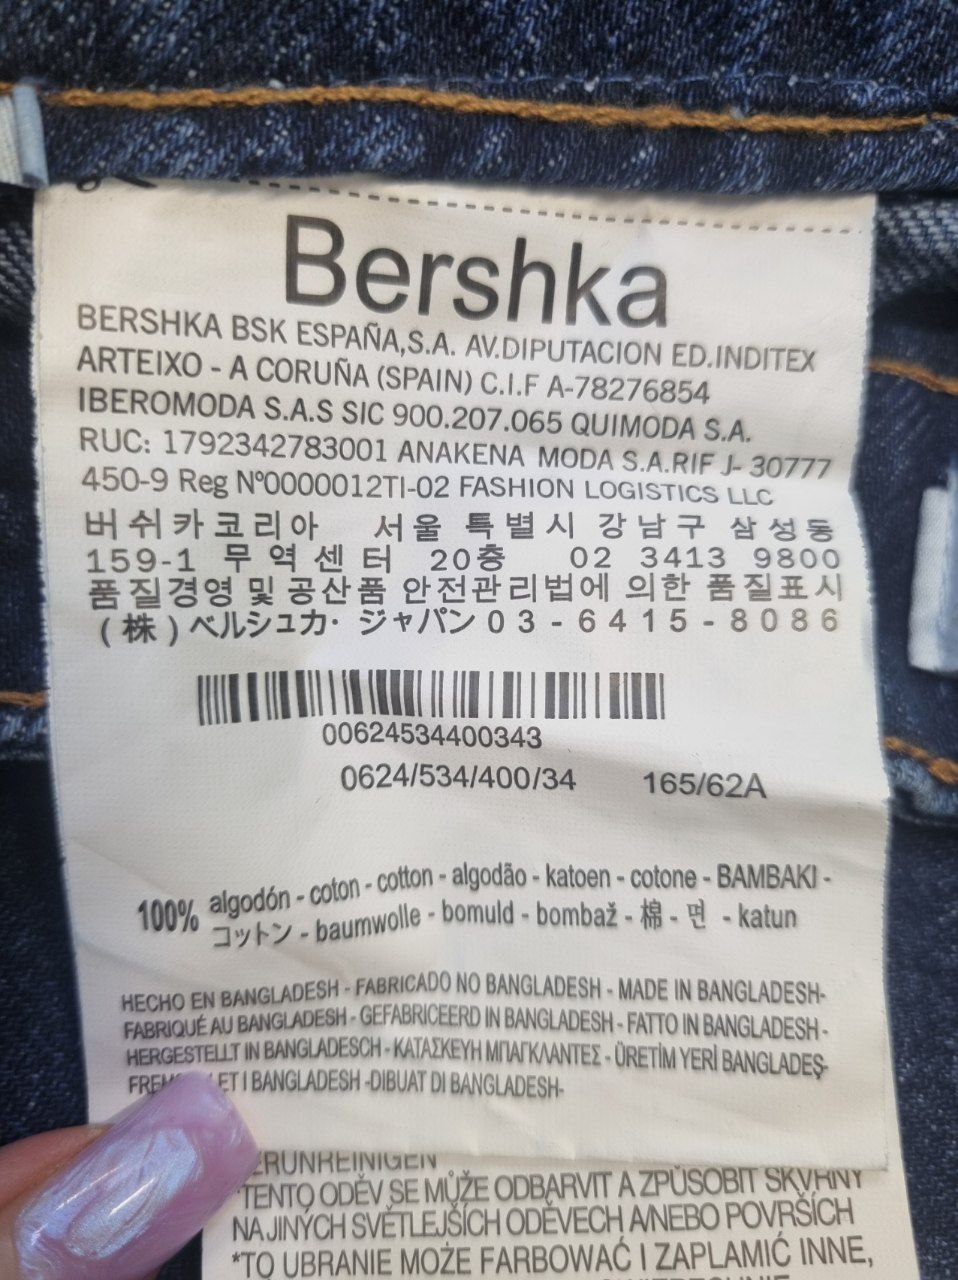 Bershka
BERSHKA BSK ESPAÑA,S.A. AV.DIPUTACION ED.INDITEX
ARTEIXO - A CORUÑA (SPAIN) C.I.F A-78276854
IBEROMODA S.A.S SIC 900.207.065 QUIMODA S.A.
RUC: 1792342783001 ANAKENA MODA S.A.RIF J- 30777
450-9 Reg Nº0000012TI-02 FASHION LOGISTICS LLC
버쉬카코리아 서울 특별시 강남구 삼성동
159-1 무역센터 20층 02 3413 9800
품질경영 및 공산품 안전관리법에 의한 품질표시
(株)ベルシュカ・ジャパン03-6415-8086
00624534400343
0624/534/400/34 165/62A
100% algodón - coton - cotton - algodão - katoen - cotone - BAMBAKI -
コットン - baumwolle - bomuld - bombaž - 棉 - 면 - katun
HECHO EN BANGLADESH - FABRICADO NO BANGLADESH - MADE IN BANGLADESH-
FABRIQUÉ AU BANGLADESH - GEFABRICEERD IN BANGLADESH - FATTO IN BANGLADESH -
HERGESTELLT IN BANGLADESCH - ΚΑΤΑΣΚΕΥΗ ΜΠΑΓΚΛΑΝΤΕΣ - ÜRETİM YERİ BANGLADEŞ-
ET I BANGLADESH -DIBUAT DI BANGLADESH-
ERUNREINIGEN
*TENTO ODĚV SE MŮŽE ODBARVIT A ZPŮSOBIT SKVRNY
NA JINÝCH SVĚTLEJŠÍCH ODĚVECH A/NEBO POVRŠÍCH
*TO UBRANIE MOŻE FARBOWAĆ I ZAPLAMIĆ INNE,